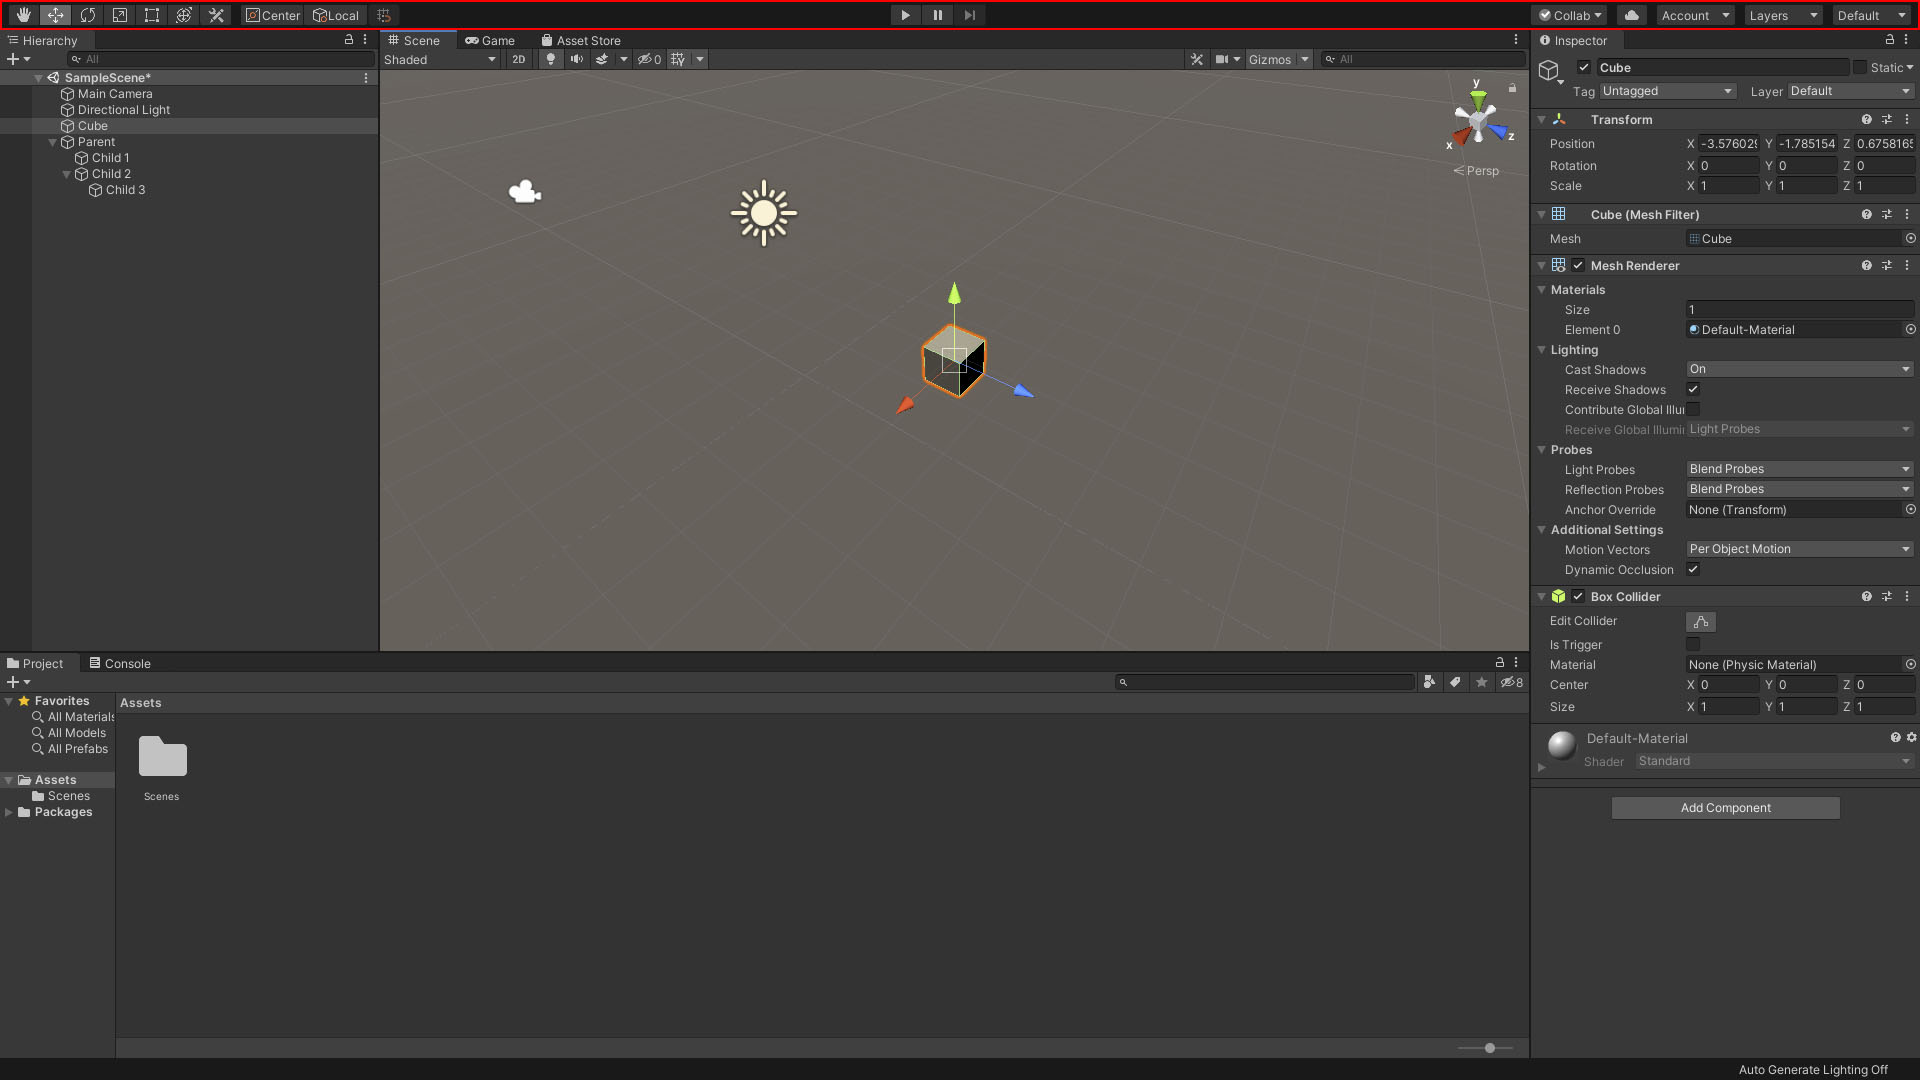 Center Local Collab Account Layers Default
Hierarchy
All
SampleScene*
Main Camera
Directional Light
Cube
Parent
Child 1
Child 2
Child 3
Scene Game Asset Store
Shaded 2D 0 Gizmos All
y
z
x
Persp
Inspector
Cube Static
Tag Untagged Layer Default
Transform
Position X -3.57602 Y -1.785154 Z 0.675816
Rotation X 0 Y 0 Z 0
Scale X 1 Y 1 Z 1
Cube (Mesh Filter)
Mesh Cube
Mesh Renderer
Materials
Size 1
Element 0 Default-Material
Lighting
Cast Shadows On
Receive Shadows
Contribute Global Illu
Receive Global Illumi Light Probes
Probes
Light Probes Blend Probes
Reflection Probes Blend Probes
Anchor Override None (Transform)
Additional Settings
Motion Vectors Per Object Motion
Dynamic Occlusion
Box Collider
Edit Collider
Is Trigger
Material None (Physic Material)
Center X 0 Y 0 Z 0
Size X 1 Y 1 Z 1
Default-Material
Shader Standard
Add Component
Project Console
8
Favorites
All Materials
All Models
All Prefabs
Assets
Scenes
Packages
Assets
Scenes
Auto Generate Lighting Off